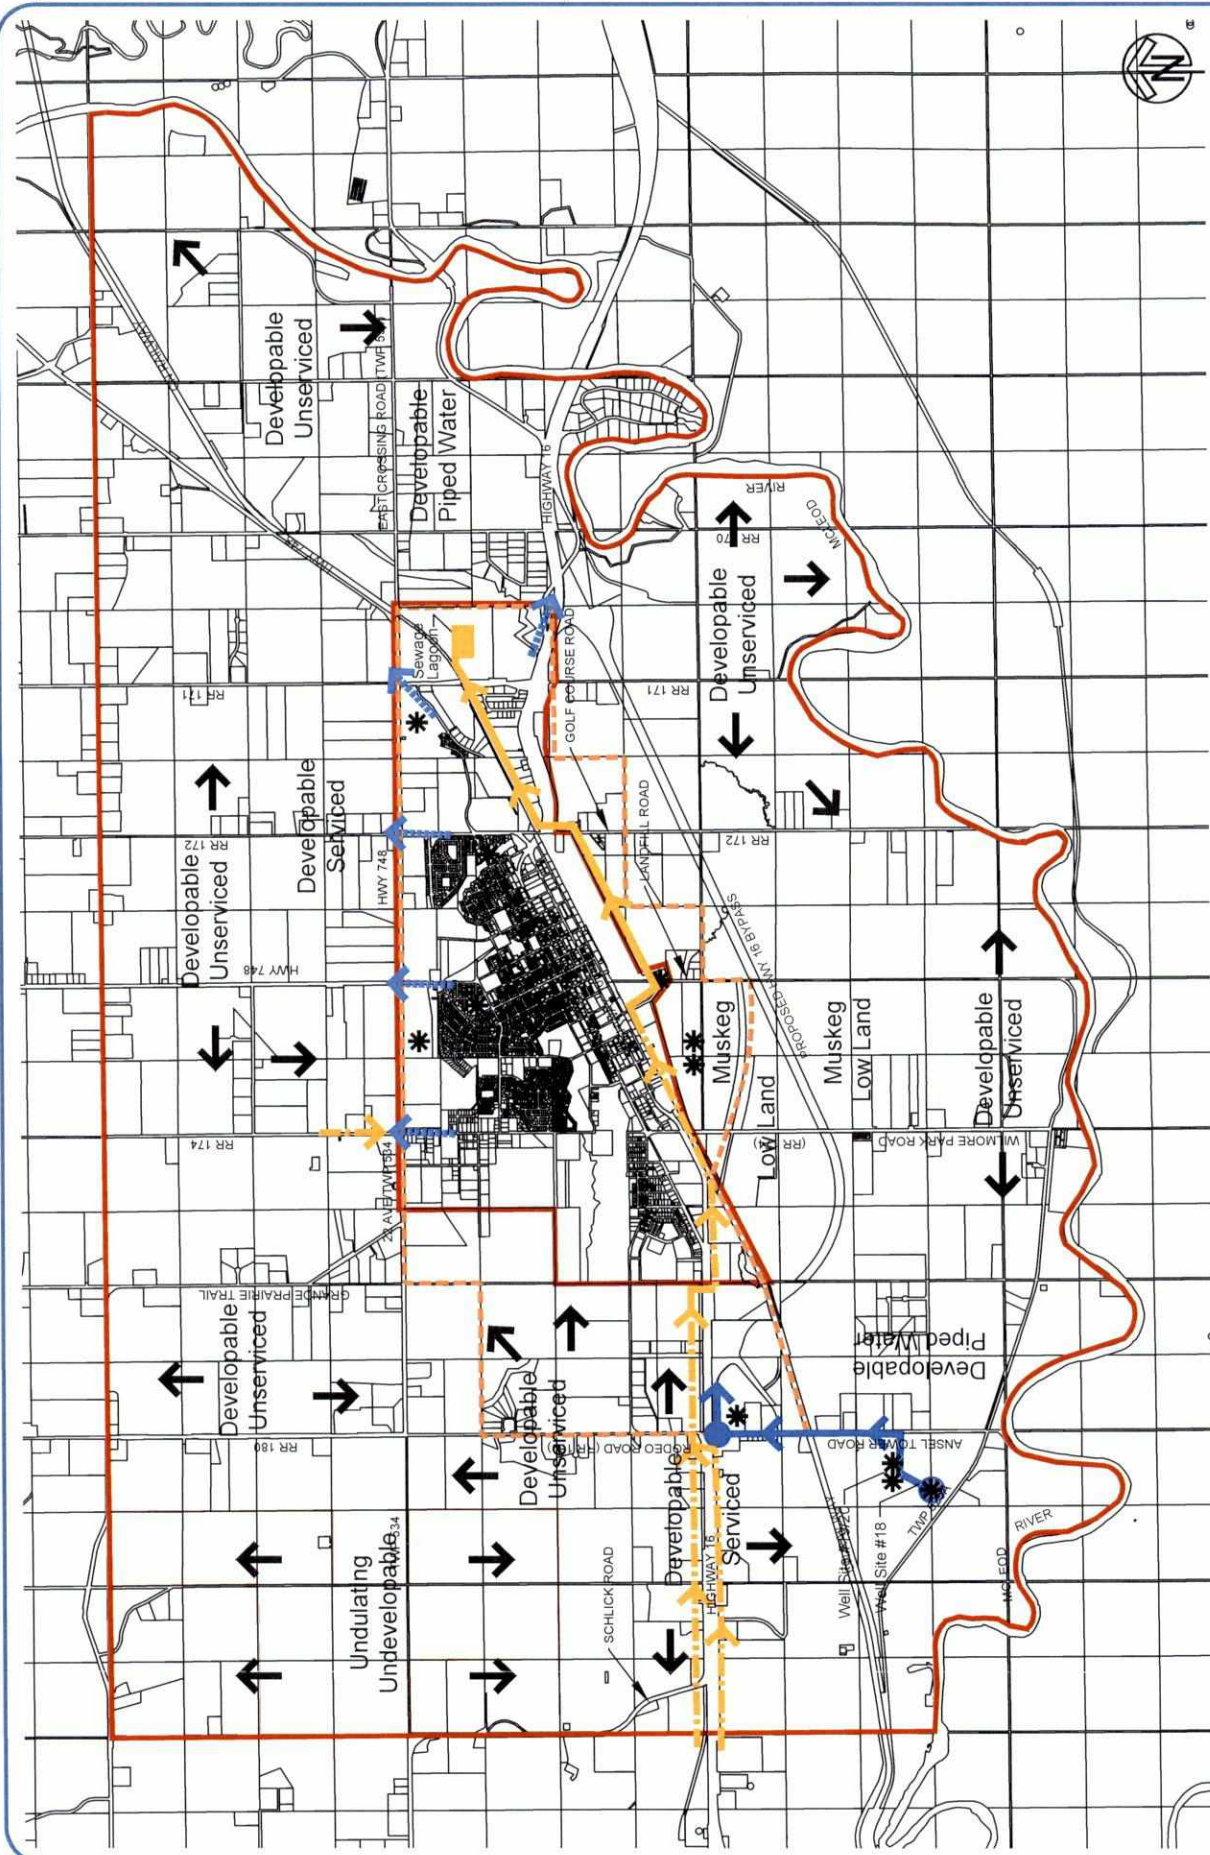 N
RAILWAY
Developable
Unserviced
EAST CROSSING ROAD (TWP
Developable
Piped Water
HIGHWAY 16
RIVER
MCLEOD
Developable
Unserviced
Sewage
Lagoon
GOLF COURSE ROAD
RR 171
RR 171
Developable
Serviced
LANDFILL ROAD
RR 172
RR 172
HWY 748
Developable
Unserviced
HWY 748
PROPOSED HWY 16 BYPASS
Muskeg
Low Land
Muskeg
Low Land
Developable
Unserviced
RR 174
WILMORE PARK ROAD
GRANDE PRAIRIE TRAIL
Developable
Unserviced
Developable
Piped Water
RR 180
Developable
Unserviced
RODEO ROAD
ANSEL TOWER ROAD
Developable
Serviced
HIGHWAY 16
Undulating
Undevelopable
SCHLICK ROAD
Well Site #18
MCLEOD
RIVER